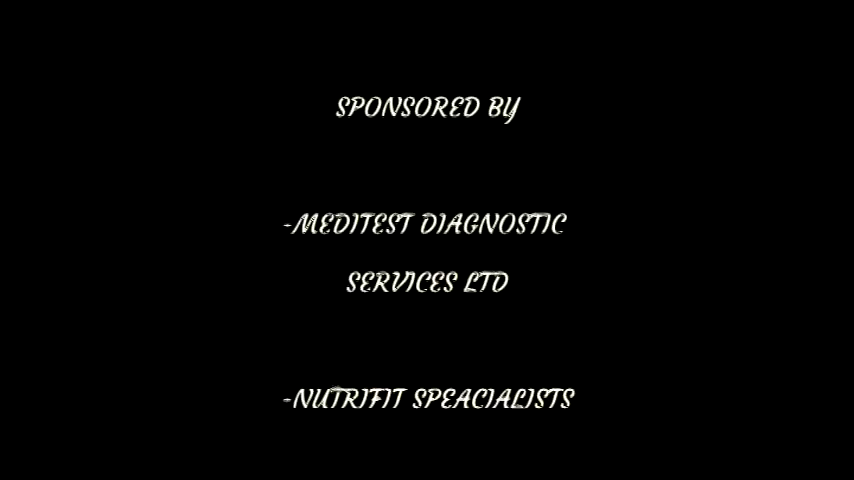 SPONSORED BY
-MEDITEST DIAGNOSTIC
SERVICES LTD
-NUTRIFIT SPEACIALISTS